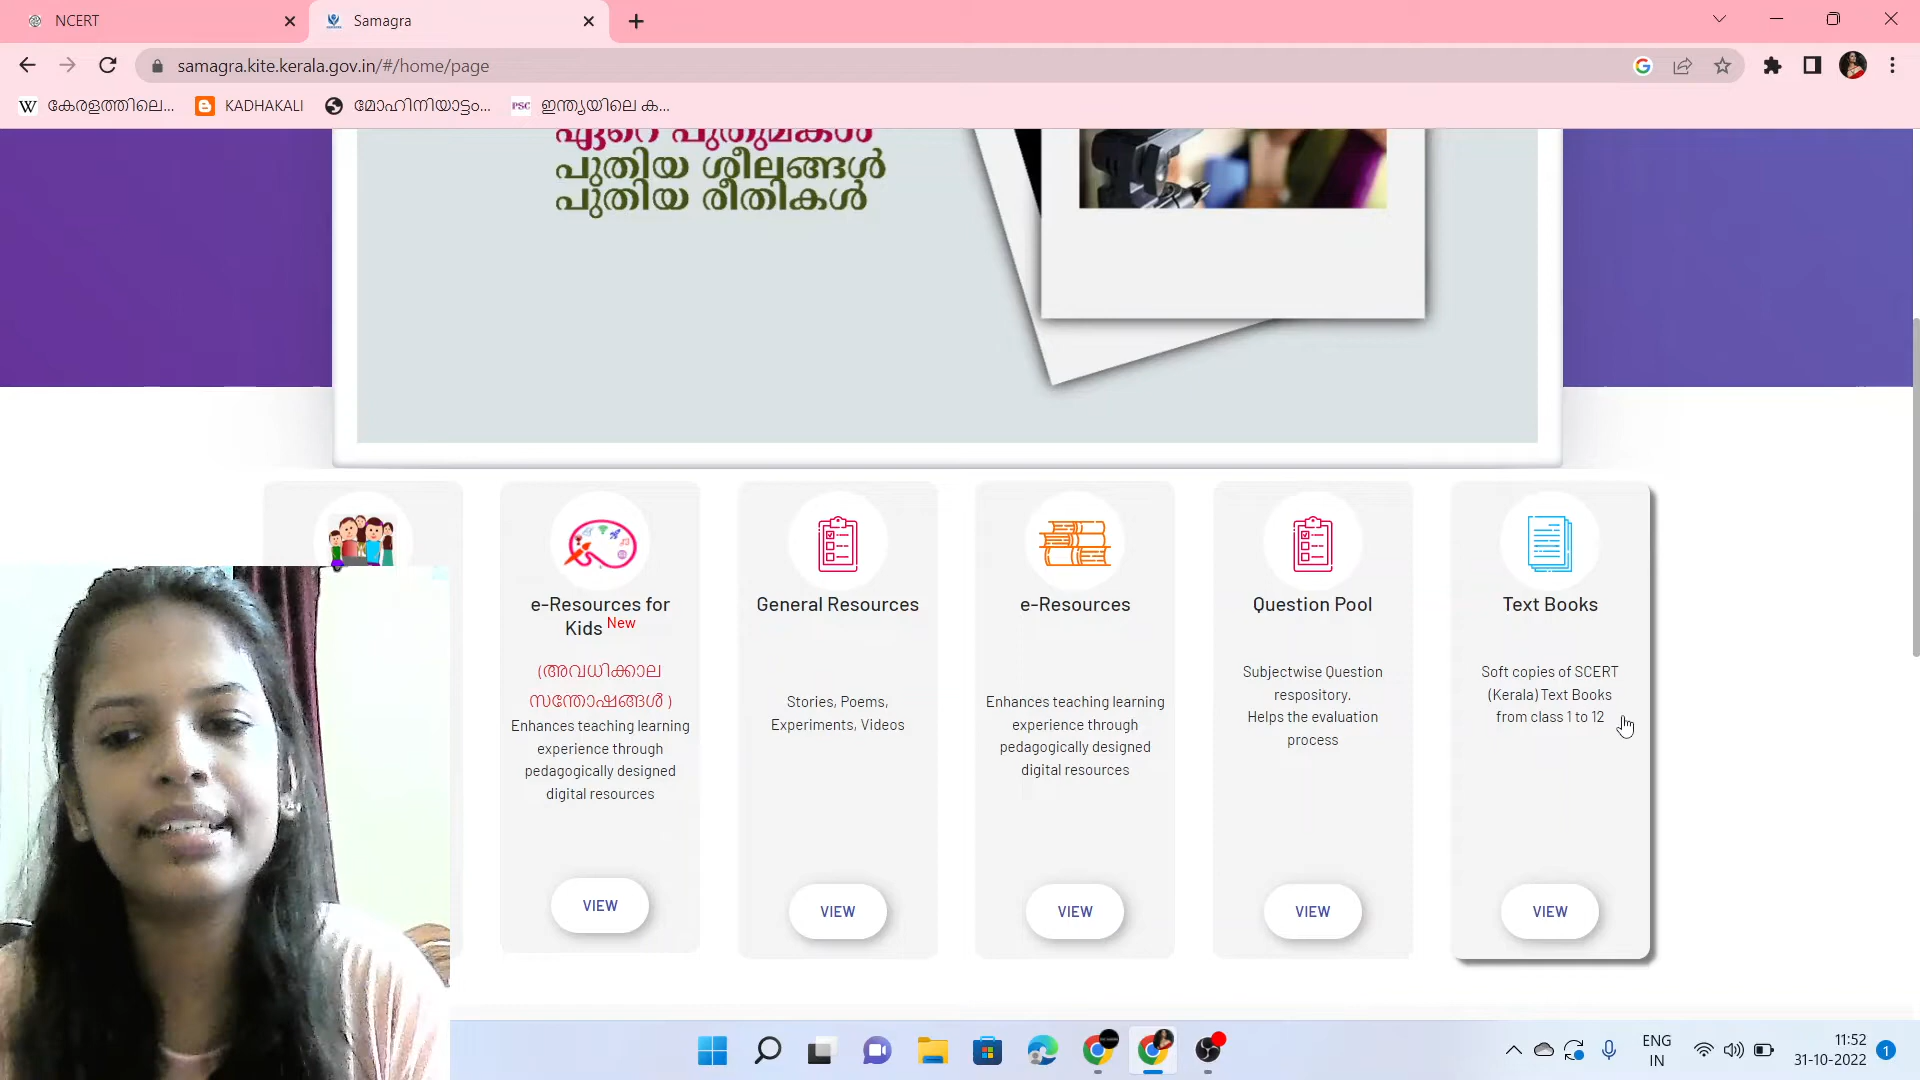 NCERT
Samagra
samagra.kite.kerala.gov.in/#/home/page
W കേരളത്തിലെ...
KADHAKALI
മോഹിനിയാട്ടം...
PSC ഇന്ത്യയിലെ ക...
ഏറെ പുതുമകൾ
പുതിയ ശീലങ്ങൾ
പുതിയ രീതികൾ
e-Resources for
Kids New
(അവധിക്കാല
സന്തോഷങ്ങൾ )
Enhances teaching learning
experience through
pedagogically designed
digital resources
VIEW
General Resources
Stories, Poems,
Experiments, Videos
VIEW
e-Resources
Enhances teaching learning
experience through
pedagogically designed
digital resources
VIEW
Question Pool
Subjectwise Question
respository.
Helps the evaluation
process
VIEW
Text Books
Soft copies of SCERT
(Kerala) Text Books
from class 1 to 12
VIEW
ENG
IN
11:52
31-10-2022
1